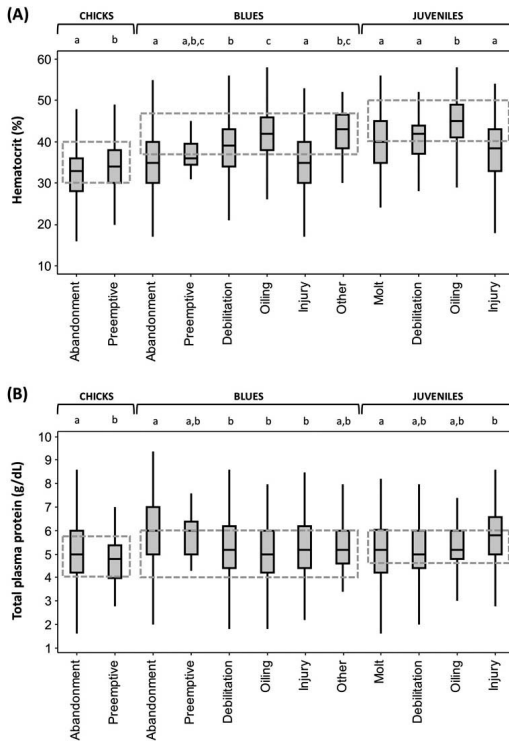 (A)
CHICKS BLUES JUVENILES
a b a a,b,c b c a b,c a a b a
Hematocrit (%)
60
50
40
30
20
10
Abandonment Preemptive Abandonment Preemptive Debilitation Oiling Injury Other Molt Debilitation Oiling Injury
(B)
CHICKS BLUES JUVENILES
a b a a,b b b b a,b a a,b a,b b
Total plasma protein (g/dL)
10
9
8
7
6
5
4
3
2
1
Abandonment Preemptive Abandonment Preemptive Debilitation Oiling Injury Other Molt Debilitation Oiling Injury